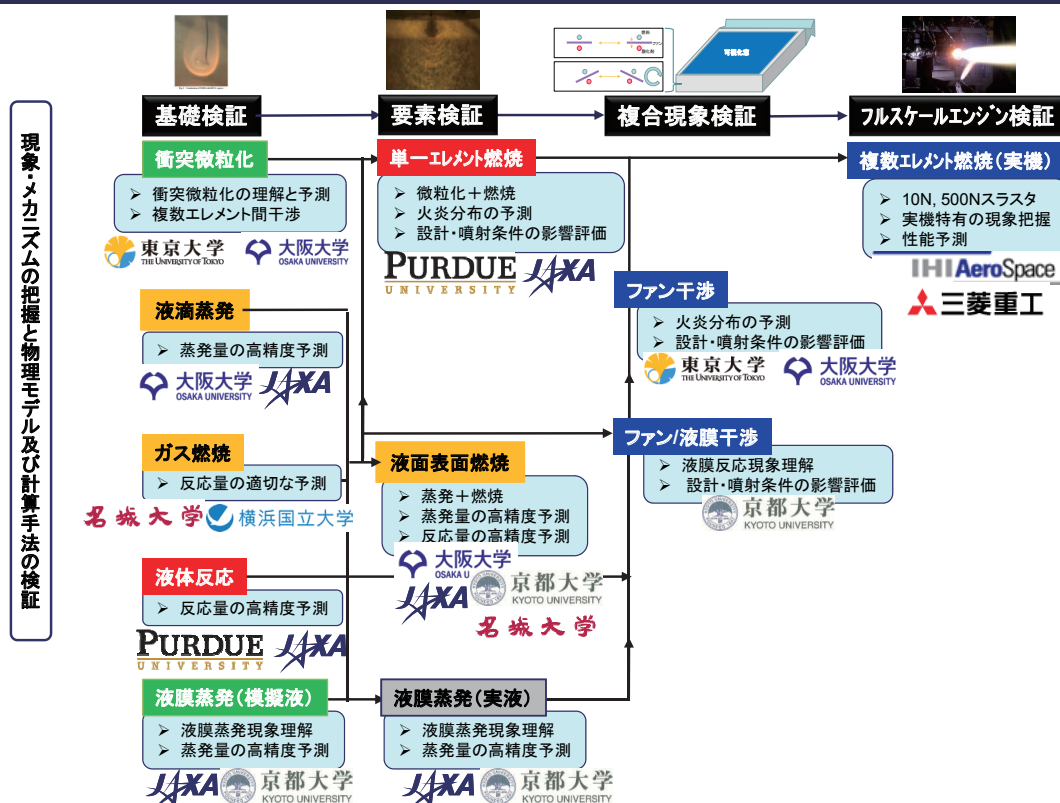 燃料
ファン
酸化剤
可視化窓
現象・メカニズムの把握と物理モデル及び計算手法の検証
基礎検証
要素検証
複合現象検証
フルスケールエンジン検証
衝突微粒化
➢ 衝突微粒化の理解と予測
➢ 複数エレメント間干渉
東京大学
THE UNIVERSITY OF TOKYO
大阪大学
OSAKA UNIVERSITY
液滴蒸発
➢ 蒸発量の高精度予測
大阪大学
OSAKA UNIVERSITY
JAXA
ガス燃焼
➢ 反応量の適切な予測
名城大学
横浜国立大学
液体反応
➢ 反応量の高精度予測
PURDUE
UNIVERSITY
JAXA
液膜蒸発(模擬液)
➢ 液膜蒸発現象理解
➢ 蒸発量の高精度予測
JAXA
京都大学
KYOTO UNIVERSITY
単一エレメント燃焼
➢ 微粒化+燃焼
➢ 火炎分布の予測
➢ 設計・噴射条件の影響評価
PURDUE
UNIVERSITY
JAXA
液面表面燃焼
➢ 蒸発+燃焼
➢ 蒸発量の高精度予測
➢ 反応量の高精度予測
大阪大学
OSAKA U
JAXA
京都大学
KYOTO UNIVERSITY
名城大学
液膜蒸発(実液)
➢ 液膜蒸発現象理解
➢ 蒸発量の高精度予測
JAXA
京都大学
KYOTO UNIVERSITY
ファン干渉
➢ 火炎分布の予測
➢ 設計・噴射条件の影響評価
東京大学
THE UNIVERSITY OF TOKYO
大阪大学
OSAKA UNIVERSITY
ファン/液膜干渉
➢ 液膜反応現象理解
➢ 設計・噴射条件の影響評価
京都大学
KYOTO UNIVERSITY
複数エレメント燃焼(実機)
➢ 10N, 500Nスラスタ
➢ 実機特有の現象把握
➢ 性能予測
IHI AeroSpace
三菱重工